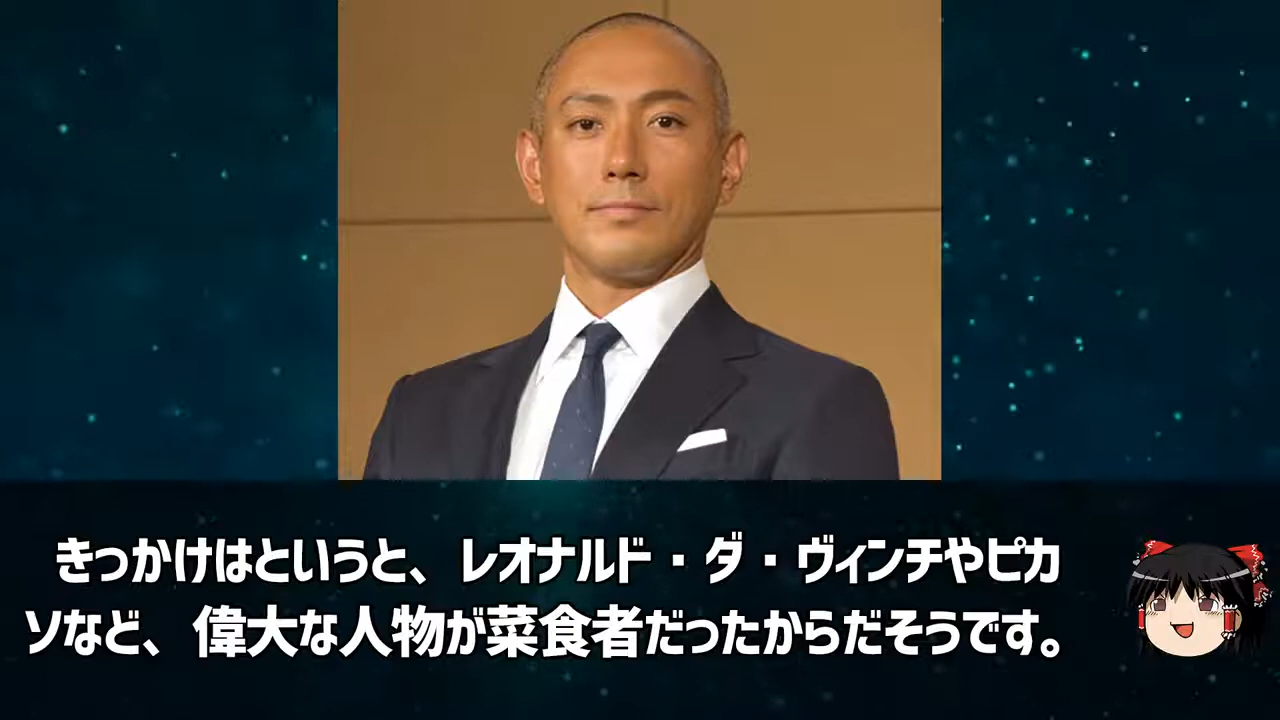 きっかけはというと、レオナルド・ダ・ヴィンチやピカ
ソなど、偉大な人物が菜食者だったからだそうです。